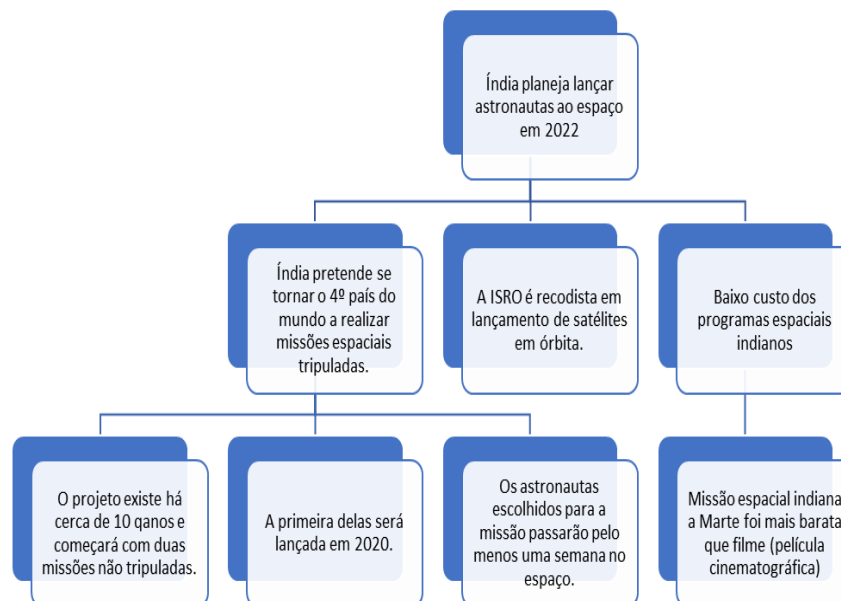 Índia planeja lançar
astronautas ao espaço
em 2022
Índia pretende se
tornar o 4º país do
mundo a realizar
missões espaciais
tripuladas.
A ISRO é recodista em
lançamento de satélites
em órbita.
Baixo custo dos
programas espaciais
indianos
O projeto existe há
cerca de 10 qanos e
começará com duas
missões não tripuladas.
A primeira delas será
lançada em 2020.
Os astronautas
escolhidos para a
missão passarão pelo
menos uma semana no
espaço.
Missão espacial indiana
a Marte foi mais barata
que filme (película
cinematográfica)